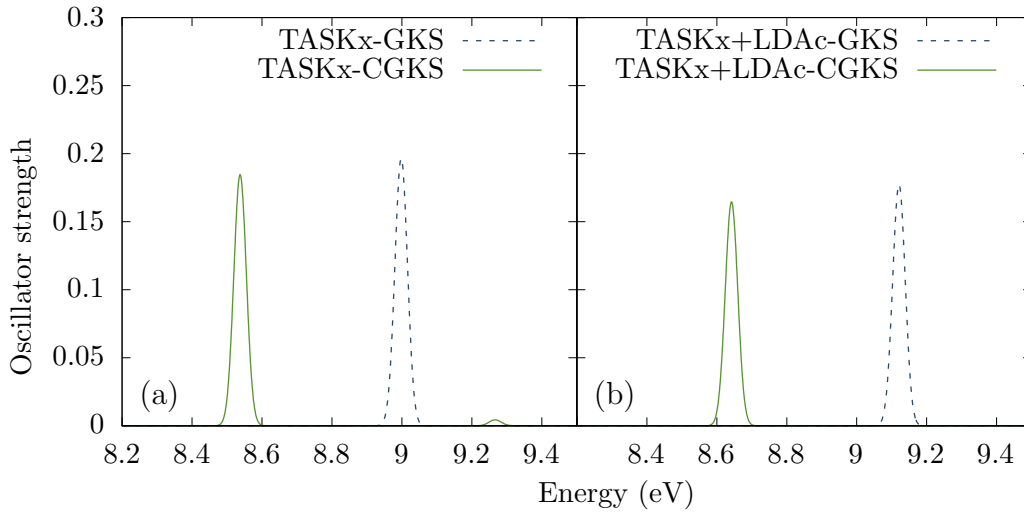 0.3
0.25
0.2
0.15
0.1
0.05
0
Oscillator strength
TASKx-GKS
TASKx-CGKS
(a)
8.2 8.4 8.6 8.8 9 9.2 9.4
TASKx+LDAc-GKS
TASKx+LDAc-CGKS
(b)
8.4 8.6 8.8 9 9.2 9.4
Energy (eV)